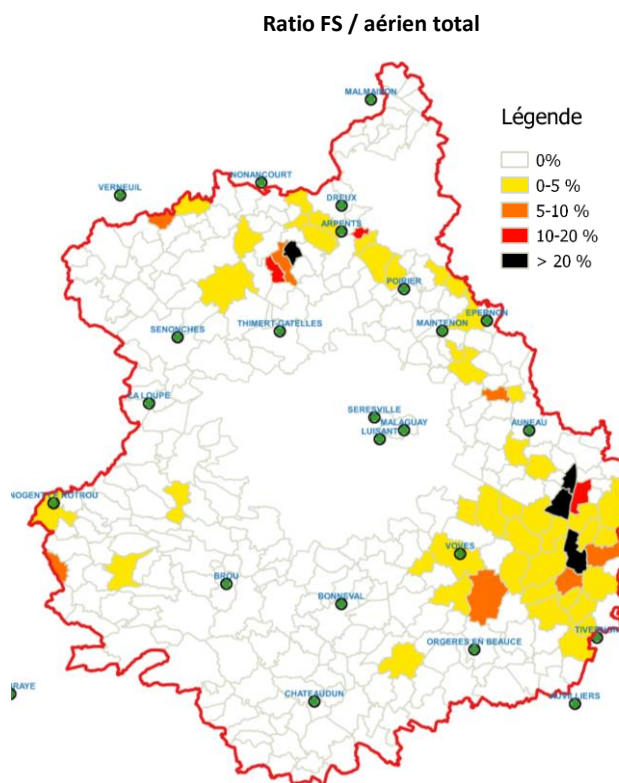 Ratio FS / aérien total
MALMAISON
Légende
0%
0-5 %
5-10 %
10-20 %
> 20 %
NONANCOURT
VERNEUIL
DREUX
ARPENTS
POIRIER
EPERNON
SENONCHES
THIMERT-GATELLES
MAINTENON
LA LOUPE
SERESVILLE
MALAGUAY
LUISANT
AUNEAU
NOGENT LE ROTROU
VOVES
BROU
BONNEVAL
ORGERES EN BEAUCE
RAYE
CHATEAUDUN